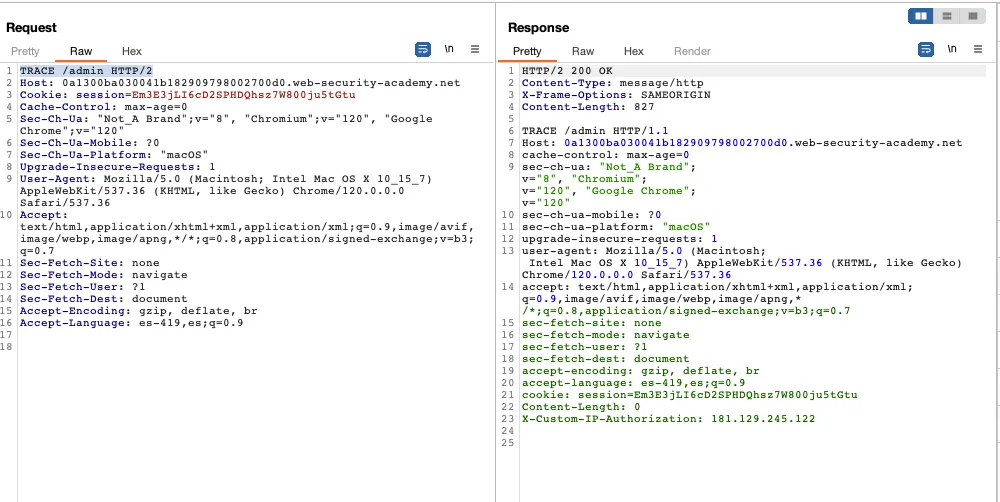 Request
Pretty Raw Hex
\n
1 TRACE /admin HTTP/2
2 Host: 0a1300ba030041b182909798002700d0.web-security-academy.net
3 Cookie: session=Em3E3jLI6cD2SPHDQhsz7W800ju5tGtu
4 Cache-Control: max-age=0
5 Sec-Ch-Ua: "Not_A Brand";v="8", "Chromium";v="120", "Google
Chrome";v="120"
6 Sec-Ch-Ua-Mobile: ?0
7 Sec-Ch-Ua-Platform: "macOS"
8 Upgrade-Insecure-Requests: 1
9 User-Agent: Mozilla/5.0 (Macintosh; Intel Mac OS X 10_15_7)
AppleWebKit/537.36 (KHTML, like Gecko) Chrome/120.0.0.0
Safari/537.36
10 Accept:
text/html,application/xhtml+xml,application/xml;q=0.9,image/avif,
image/webp,image/apng,*/*;q=0.8,application/signed-exchange;v=b3;
q=0.7
11 Sec-Fetch-Site: none
12 Sec-Fetch-Mode: navigate
13 Sec-Fetch-User: ?1
14 Sec-Fetch-Dest: document
15 Accept-Encoding: gzip, deflate, br
16 Accept-Language: es-419,es;q=0.9
17
18
Response
Pretty Raw Hex Render
\n
1 HTTP/2 200 OK
2 Content-Type: message/http
3 X-Frame-Options: SAMEORIGIN
4 Content-Length: 827
5
6 TRACE /admin HTTP/1.1
7 Host: 0a1300ba030041b182909798002700d0.web-security-academy.net
8 cache-control: max-age=0
9 sec-ch-ua: "Not_A Brand";
v="8", "Chromium";
v="120", "Google Chrome";
v="120"
10 sec-ch-ua-mobile: ?0
11 sec-ch-ua-platform: "macOS"
12 upgrade-insecure-requests: 1
13 user-agent: Mozilla/5.0 (Macintosh;
Intel Mac OS X 10_15_7) AppleWebKit/537.36 (KHTML, like Gecko)
Chrome/120.0.0.0 Safari/537.36
14 accept: text/html,application/xhtml+xml,application/xml;
q=0.9,image/avif,image/webp,image/apng,*
/*;q=0.8,application/signed-exchange;v=b3;q=0.7
15 sec-fetch-site: none
16 sec-fetch-mode: navigate
17 sec-fetch-user: ?1
18 sec-fetch-dest: document
19 accept-encoding: gzip, deflate, br
20 accept-language: es-419,es;q=0.9
21 cookie: session=Em3E3jLI6cD2SPHDQhsz7W800ju5tGtu
22 Content-Length: 0
23 X-Custom-IP-Authorization: 181.129.245.122
24
25